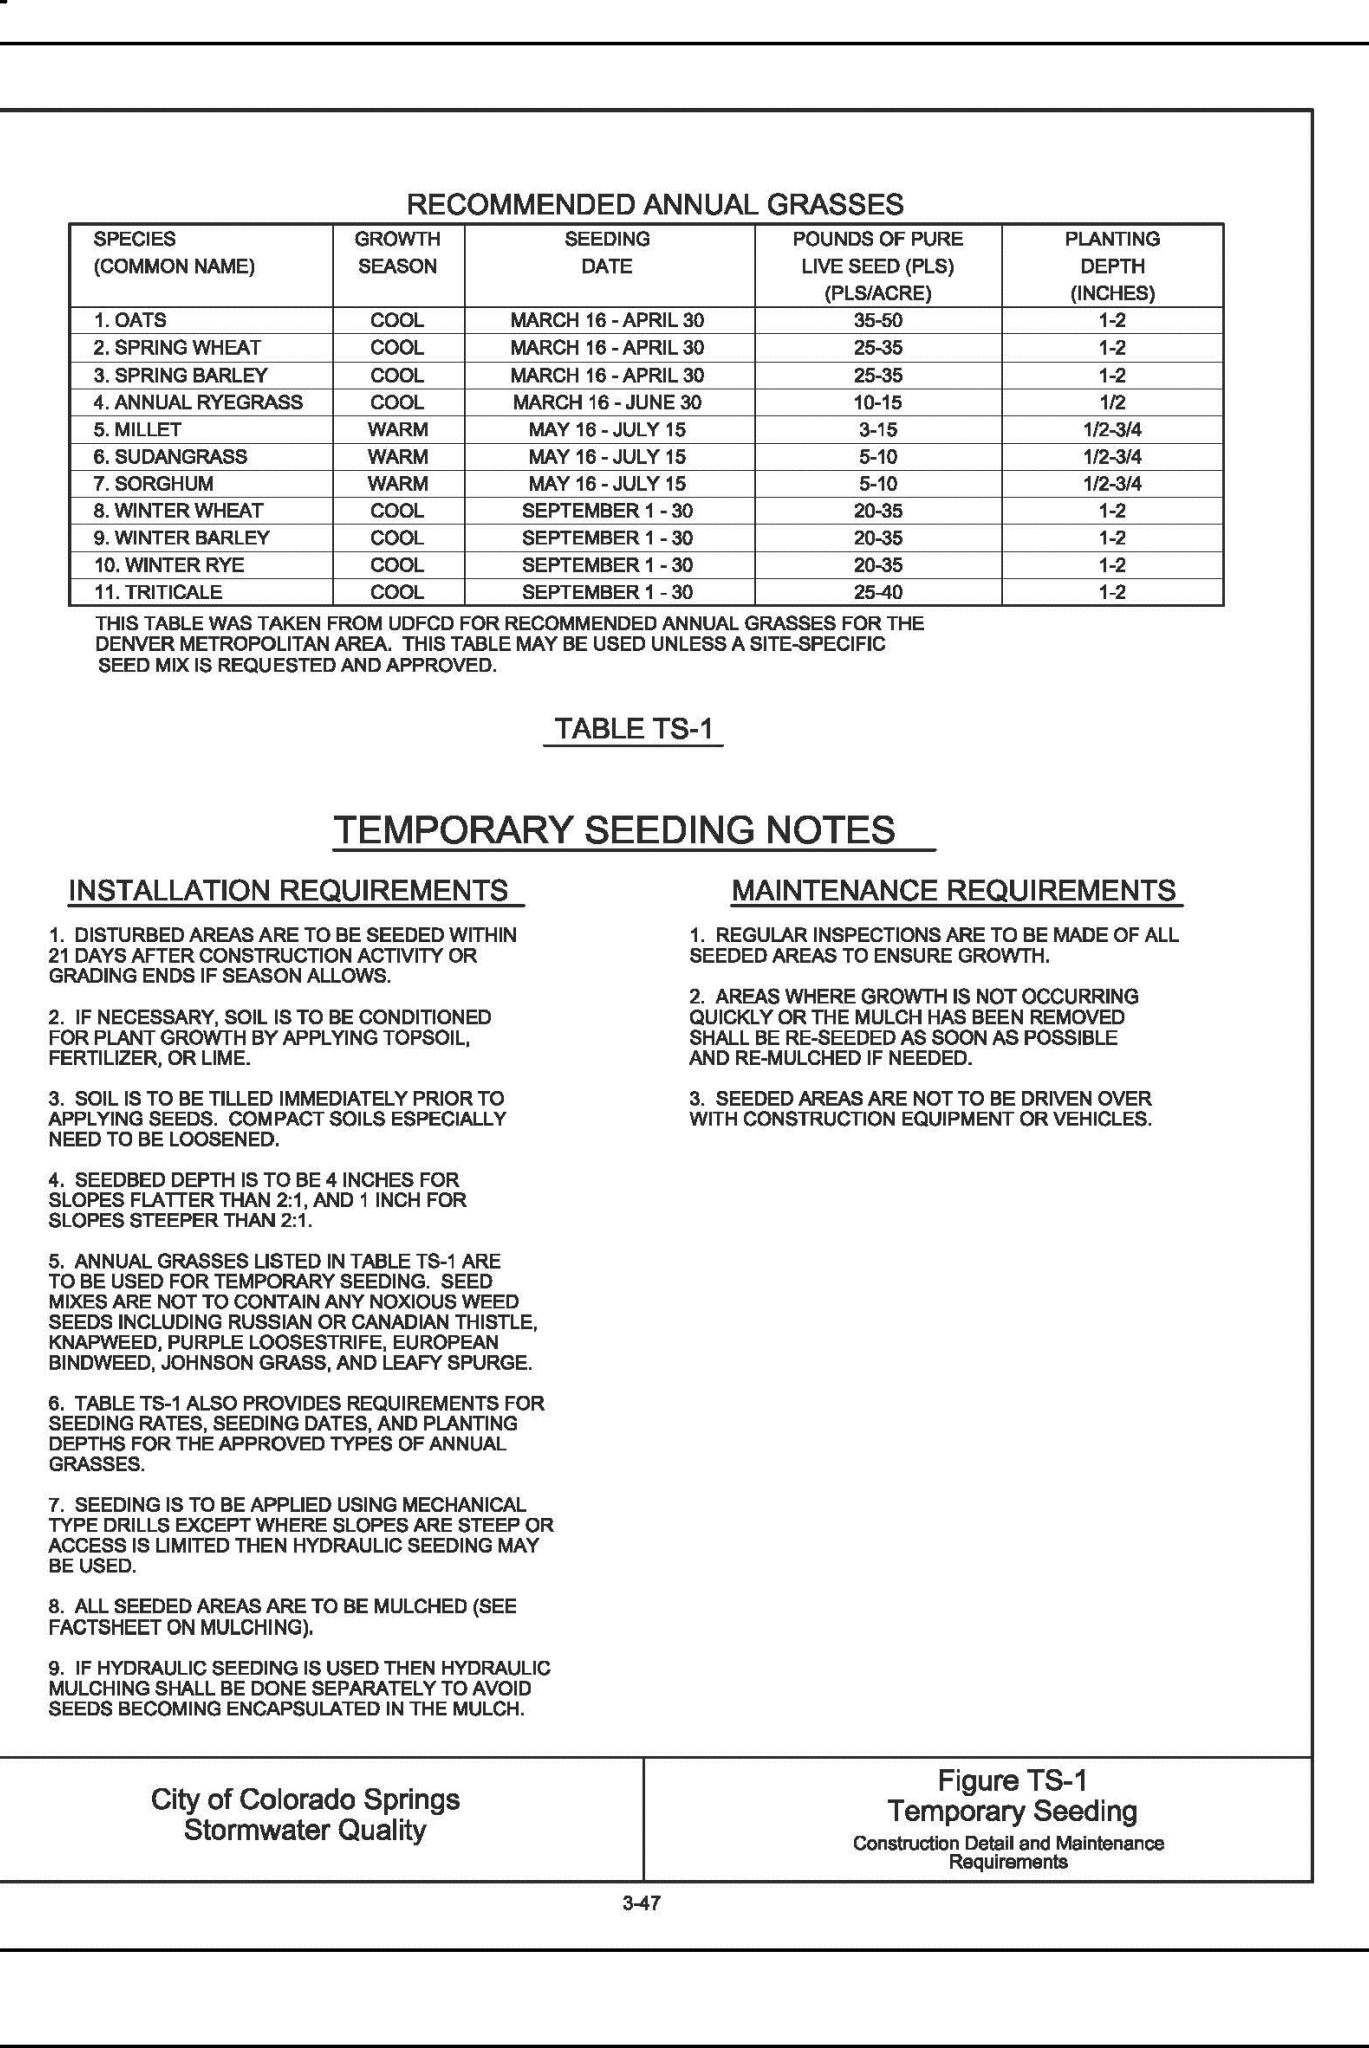 RECOMMENDED ANNUAL GRASSES
SPECIES GROWTH SEEDING POUNDS OF PURE PLANTING
(COMMON NAME) SEASON DATE LIVE SEED (PLS) DEPTH
(PLS/ACRE) (INCHES)
1. OATS COOL MARCH 16 - APRIL 30 35-50 1-2
2. SPRING WHEAT COOL MARCH 16 - APRIL 30 25-35 1-2
3. SPRING BARLEY COOL MARCH 16 - APRIL 30 25-35 1-2
4. ANNUAL RYEGRASS COOL MARCH 16 - JUNE 30 10-15 1/2
5. MILLET WARM MAY 16 - JULY 15 3-15 1/2-3/4
6. SUDANGRASS WARM MAY 16 - JULY 15 5-10 1/2-3/4
7. SORGHUM WARM MAY 16 - JULY 15 5-10 1/2-3/4
8. WINTER WHEAT COOL SEPTEMBER 1 - 30 20-35 1-2
9. WINTER BARLEY COOL SEPTEMBER 1 - 30 20-35 1-2
10. WINTER RYE COOL SEPTEMBER 1 - 30 20-35 1-2
11. TRITICALE COOL SEPTEMBER 1 - 30 25-40 1-2
THIS TABLE WAS TAKEN FROM UDFCD FOR RECOMMENDED ANNUAL GRASSES FOR THE
DENVER METROPOLITAN AREA. THIS TABLE MAY BE USED UNLESS A SITE-SPECIFIC
SEED MIX IS REQUESTED AND APPROVED.
TABLE TS-1
TEMPORARY SEEDING NOTES
INSTALLATION REQUIREMENTS
1. DISTURBED AREAS ARE TO BE SEEDED WITHIN
21 DAYS AFTER CONSTRUCTION ACTIVITY OR
GRADING ENDS IF SEASON ALLOWS.
2. IF NECESSARY, SOIL IS TO BE CONDITIONED
FOR PLANT GROWTH BY APPLYING TOPSOIL,
FERTILIZER, OR LIME.
3. SOIL IS TO BE TILLED IMMEDIATELY PRIOR TO
APPLYING SEEDS. COMPACT SOILS ESPECIALLY
NEED TO BE LOOSENED.
4. SEEDBED DEPTH IS TO BE 4 INCHES FOR
SLOPES FLATTER THAN 2:1, AND 1 INCH FOR
SLOPES STEEPER THAN 2:1.
5. ANNUAL GRASSES LISTED IN TABLE TS-1 ARE
TO BE USED FOR TEMPORARY SEEDING. SEED
MIXES ARE NOT TO CONTAIN ANY NOXIOUS WEED
SEEDS INCLUDING RUSSIAN OR CANADIAN THISTLE,
KNAPWEED, PURPLE LOOSESTRIFE, EUROPEAN
BINDWEED, JOHNSON GRASS, AND LEAFY SPURGE.
6. TABLE TS-1 ALSO PROVIDES REQUIREMENTS FOR
SEEDING RATES, SEEDING DATES, AND PLANTING
DEPTHS FOR THE APPROVED TYPES OF ANNUAL
GRASSES.
7. SEEDING IS TO BE APPLIED USING MECHANICAL
TYPE DRILLS EXCEPT WHERE SLOPES ARE STEEP OR
ACCESS IS LIMITED THEN HYDRAULIC SEEDING MAY
BE USED.
8. ALL SEEDED AREAS ARE TO BE MULCHED (SEE
FACTSHEET ON MULCHING).
9. IF HYDRAULIC SEEDING IS USED THEN HYDRAULIC
MULCHING SHALL BE DONE SEPARATELY TO AVOID
SEEDS BECOMING ENCAPSULATED IN THE MULCH.
MAINTENANCE REQUIREMENTS
1. REGULAR INSPECTIONS ARE TO BE MADE OF ALL
SEEDED AREAS TO ENSURE GROWTH.
2. AREAS WHERE GROWTH IS NOT OCCURRING
QUICKLY OR THE MULCH HAS BEEN REMOVED
SHALL BE RE-SEEDED AS SOON AS POSSIBLE
AND RE-MULCHED IF NEEDED.
3. SEEDED AREAS ARE NOT TO BE DRIVEN OVER
WITH CONSTRUCTION EQUIPMENT OR VEHICLES.
City of Colorado Springs
Stormwater Quality
Figure TS-1
Temporary Seeding
Construction Detail and Maintenance
Requirements
3-47